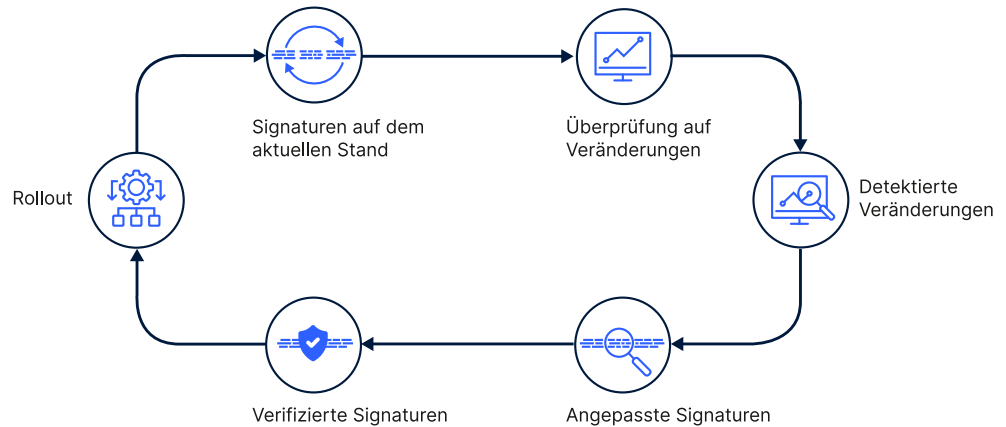 Signaturen auf dem
aktuellen Stand
Überprüfung auf
Veränderungen
Rollout
Detektierte
Veränderungen
Verifizierte Signaturen
Angepasste Signaturen